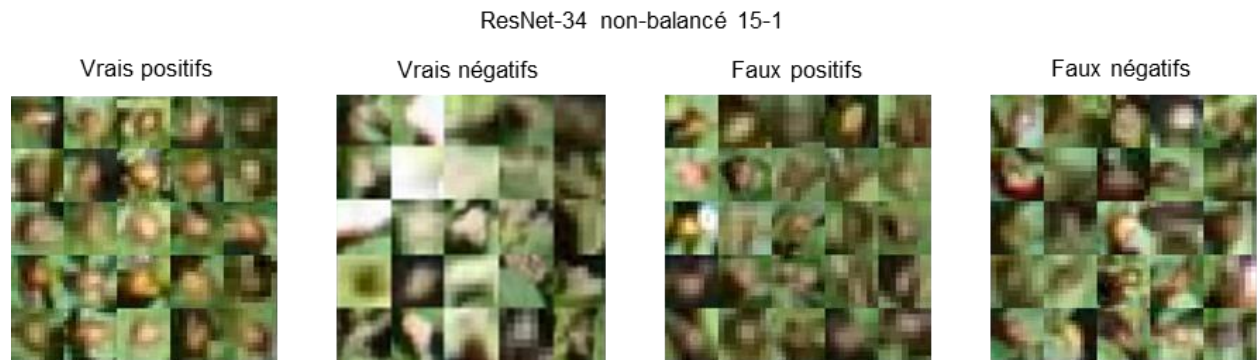 ResNet-34 non-balancé 15-1
Vrais positifs
Vrais négatifs
Faux positifs
Faux négatifs